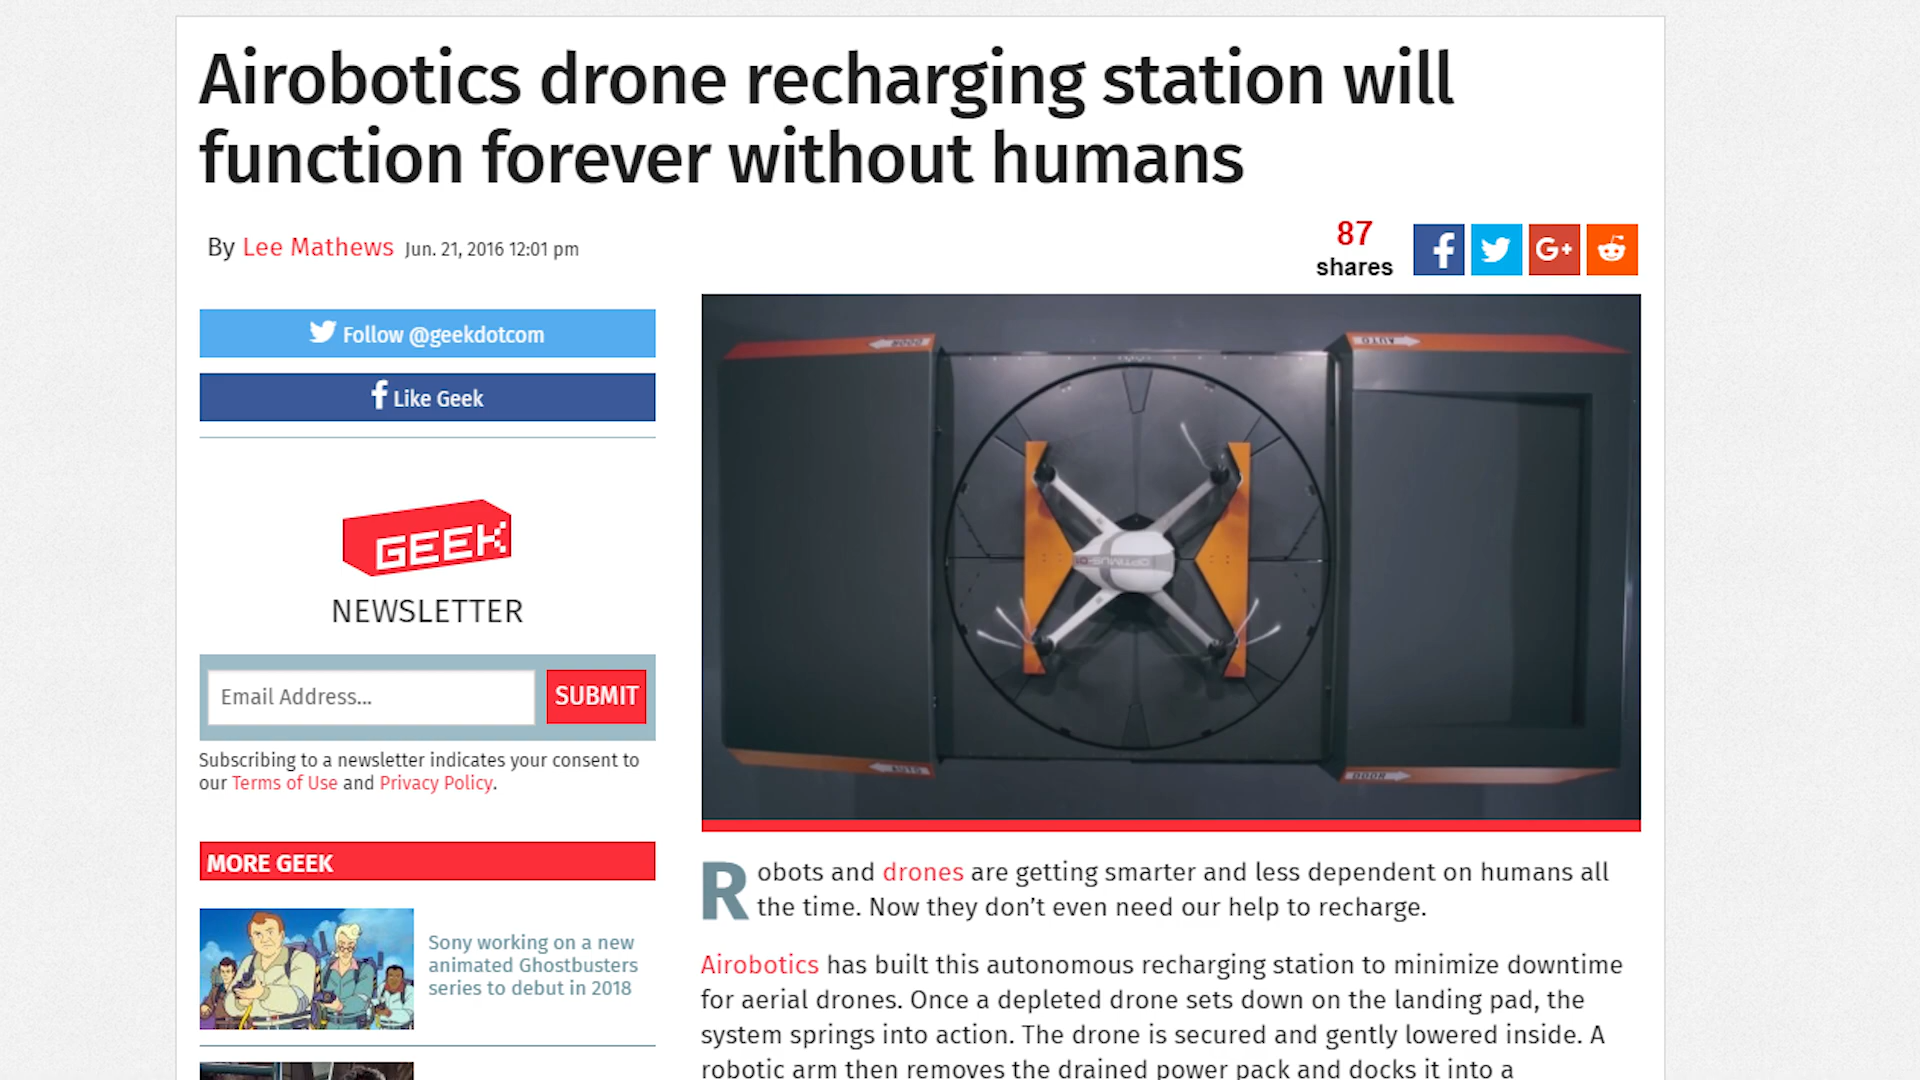 Airobotics drone recharging station will
function forever without humans
By Lee Mathews Jun. 21, 2016 12:01 pm
87
shares
Follow @geekdotcom
Like Geek
GEEK
NEWSLETTER
Email Address...
SUBMIT
Subscribing to a newsletter indicates your consent to
our Terms of Use and Privacy Policy.
MORE GEEK
Sony working on a new
animated Ghostbusters
series to debut in 2018
DOOR
AUTO
OPTIMUS
AUTO
DOOR
Robots and drones are getting smarter and less dependent on humans all
the time. Now they don't even need our help to recharge.
Airobotics has built this autonomous recharging station to minimize downtime
for aerial drones. Once a depleted drone sets down on the landing pad, the
system springs into action. The drone is secured and gently lowered inside. A
robotic arm then removes the drained power pack and docks it into a